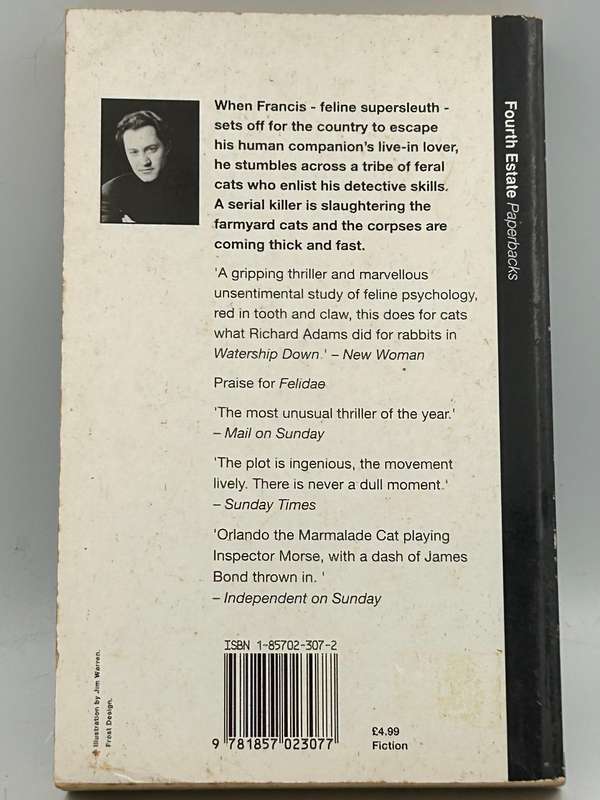 When Francis - feline supersleuth -
sets off for the country to escape
his human companion's live-in lover,
he stumbles across a tribe of feral
cats who enlist his detective skills.
A serial killer is slaughtering the
farmyard cats and the corpses are
coming thick and fast.
'A gripping thriller and marvellous
unsentimental study of feline psychology,
red in tooth and claw, this does for cats
what Richard Adams did for rabbits in
Watership Down.' – New Woman
Praise for Felidae
'The most unusual thriller of the year.'
– Mail on Sunday
'The plot is ingenious, the movement
lively. There is never a dull moment.'
– Sunday Times
'Orlando the Marmalade Cat playing
Inspector Morse, with a dash of James
Bond thrown in. '
– Independent on Sunday
ISBN 1-85702-307-2
9 781857 023077
£4.99
Fiction
Illustration by Jim Warren.
Frost Design.
Fourth Estate Paperbacks